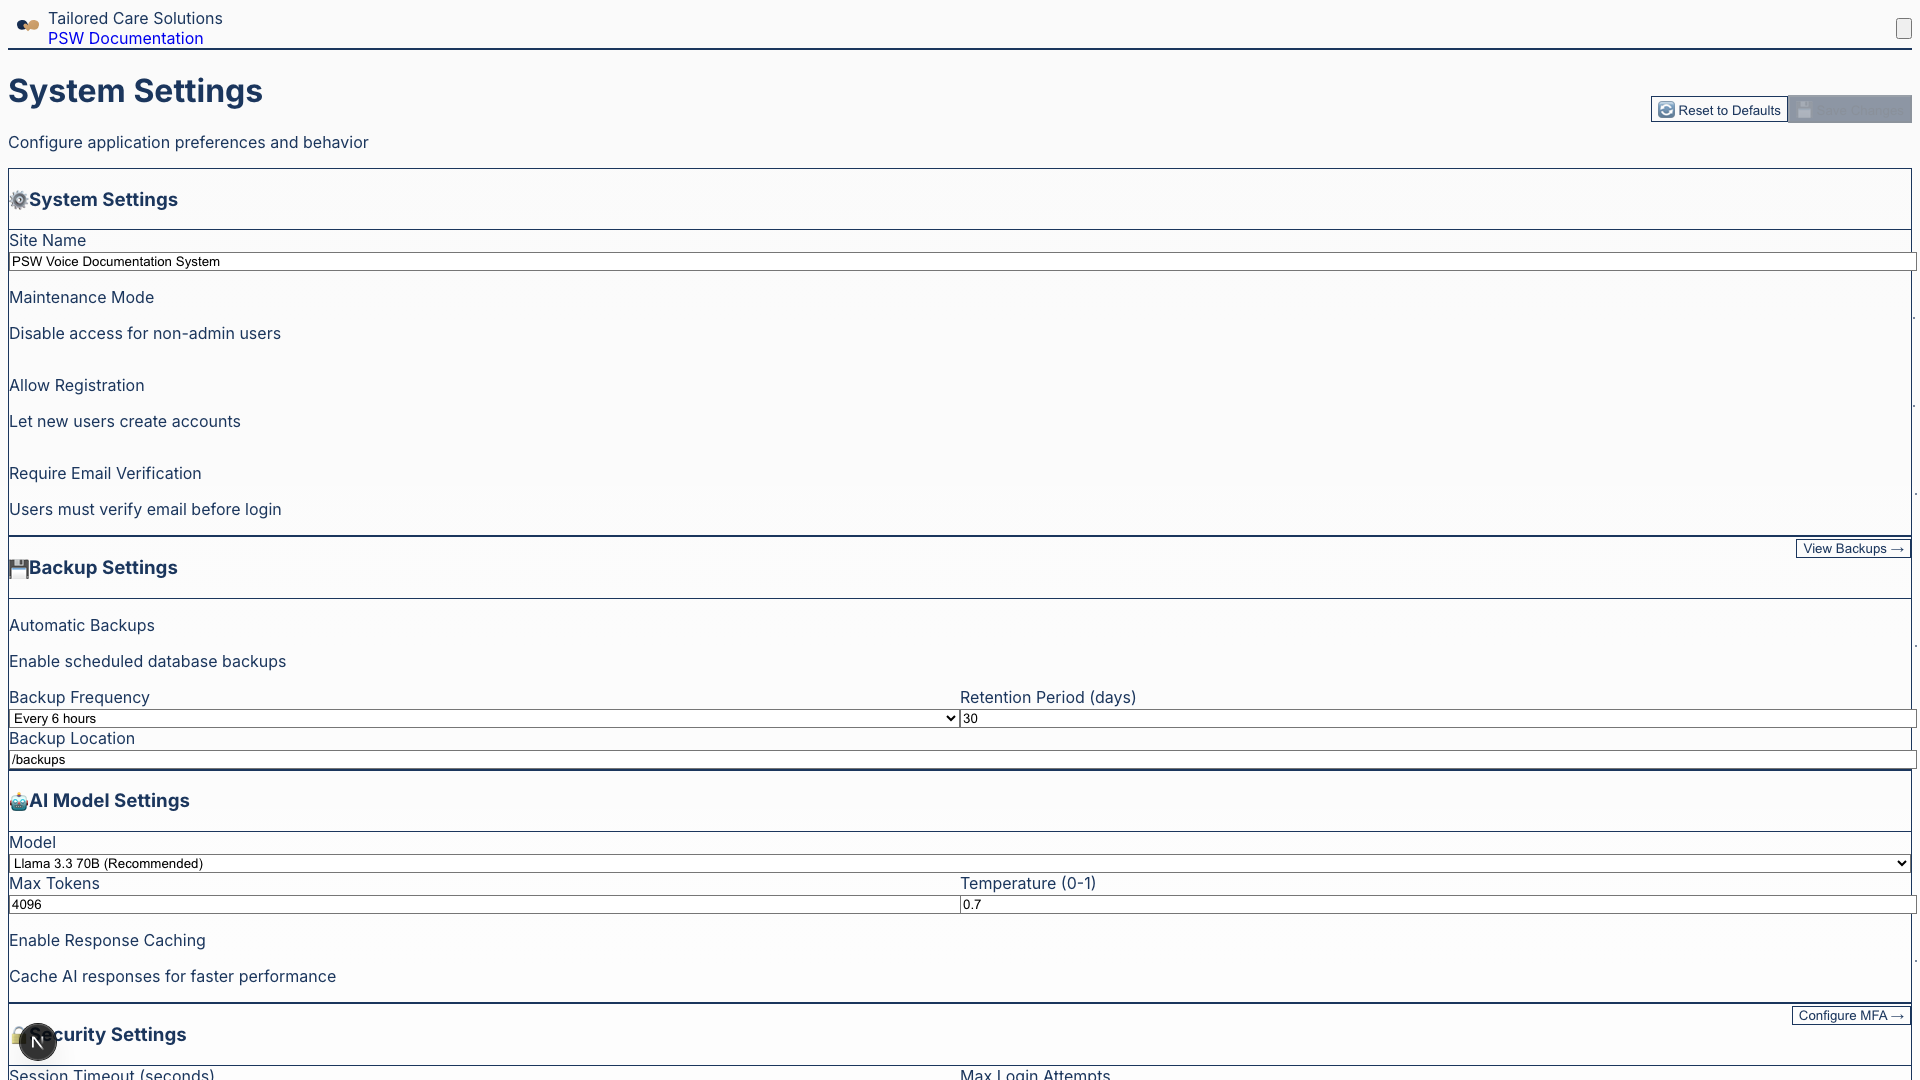 Tailored Care Solutions
PSW Documentation
System Settings
Reset to Defaults
Configure application preferences and behavior
System Settings
Site Name
PSW Voice Documentation System
Maintenance Mode
Disable access for non-admin users
Allow Registration
Let new users create accounts
Require Email Verification
Users must verify email before login
Backup Settings
View Backups →
Automatic Backups
Enable scheduled database backups
Backup Frequency
Retention Period (days)
Every 6 hours
30
Backup Location
/backups
AI Model Settings
Model
Llama 3.3 70B (Recommended)
Max Tokens
Temperature (0-1)
4096
0.7
Enable Response Caching
Cache AI responses for faster performance
Security Settings
Configure MFA →
N
Session Timeout (seconds)
Max Login Attempts